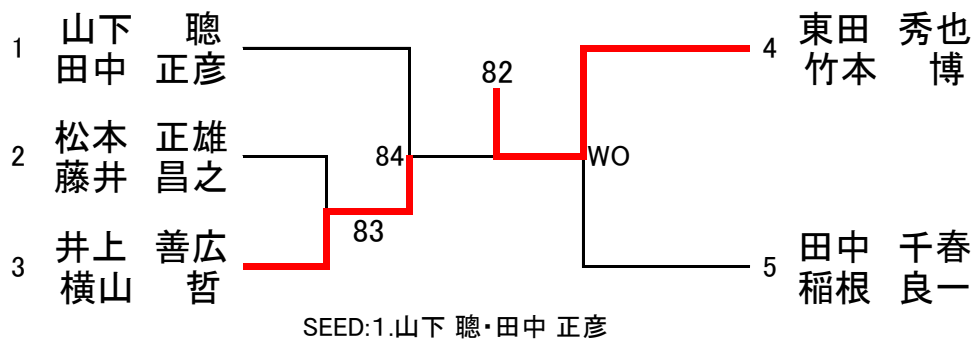 1
山下 聰
田中 正彦
2
松本 正雄
藤井 昌之
3
井上 善広
横山 哲
84
83
82
WO
4
東田 秀也
竹本 博
5
田中 千春
稲根 良一
SEED:1.山下 聰・田中 正彦